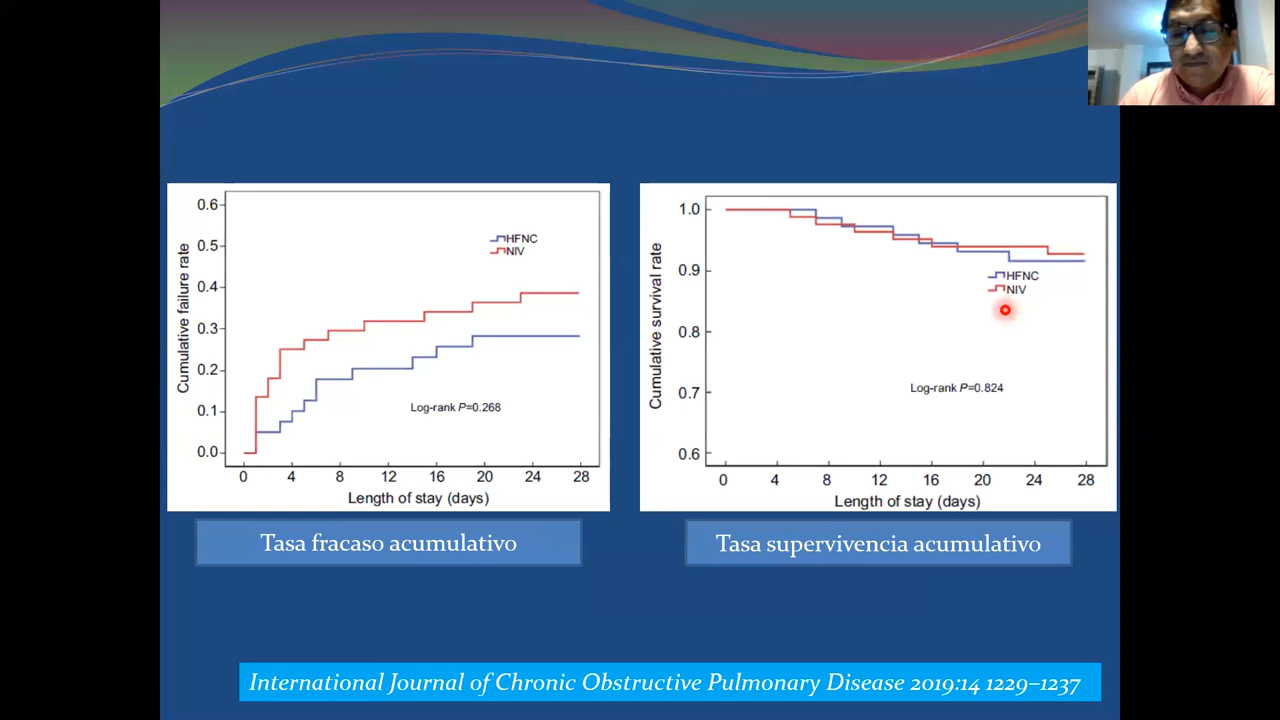 0.6
0.5
0.4
0.3
0.2
0.1
0.0
Cumulative failure rate
HFNC
NIV
Log-rank P=0.268
0 4 8 12 16 20 24 28
Length of stay (days)
Tasa fracaso acumulativo
1.0
0.9
0.8
0.7
0.6
Cumulative survival rate
HFNC
NIV
Log-rank P=0.824
0 4 8 12 16 20 24 28
Length of stay (days)
Tasa supervivencia acumulativo
International Journal of Chronic Obstructive Pulmonary Disease 2019:14 1229–1237